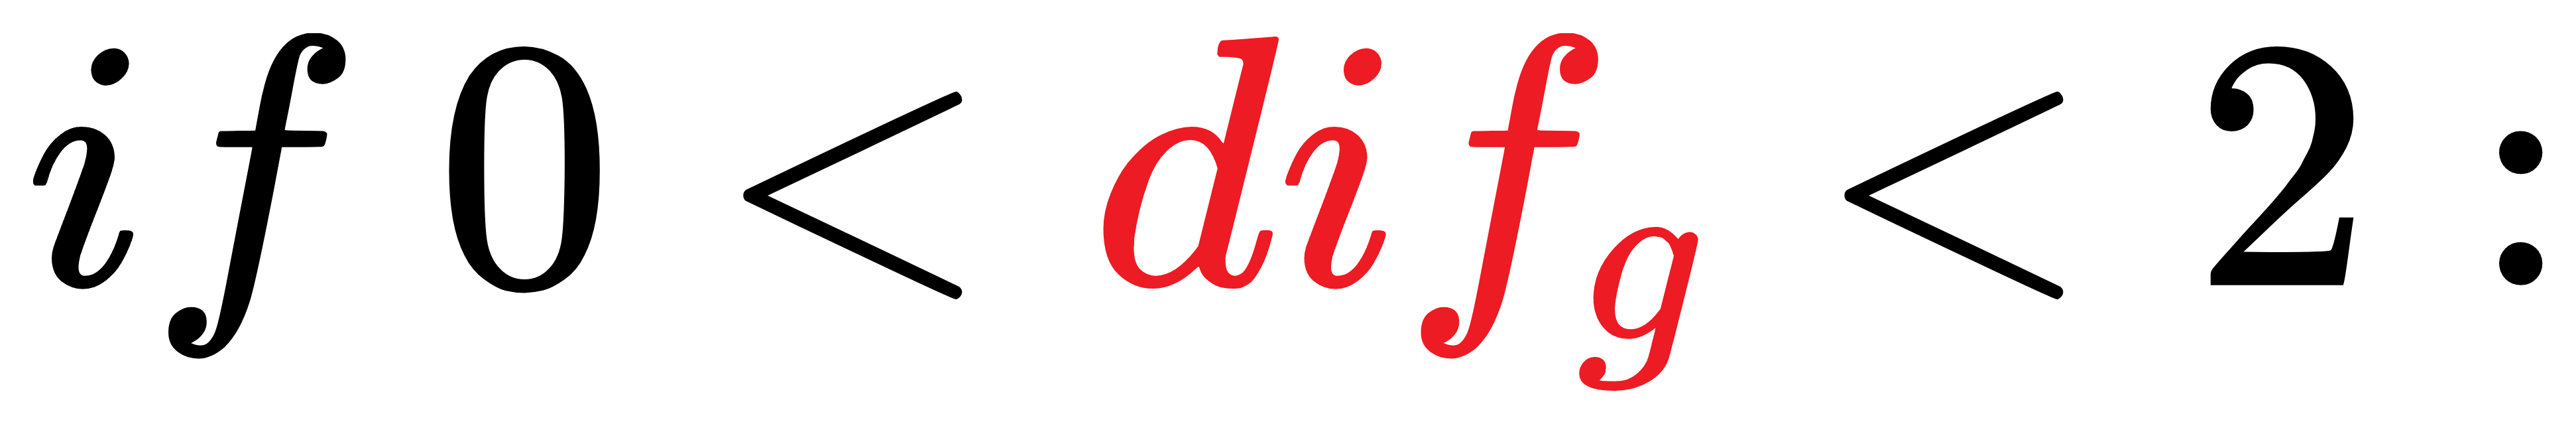 if 0 < dif_g < 2 :